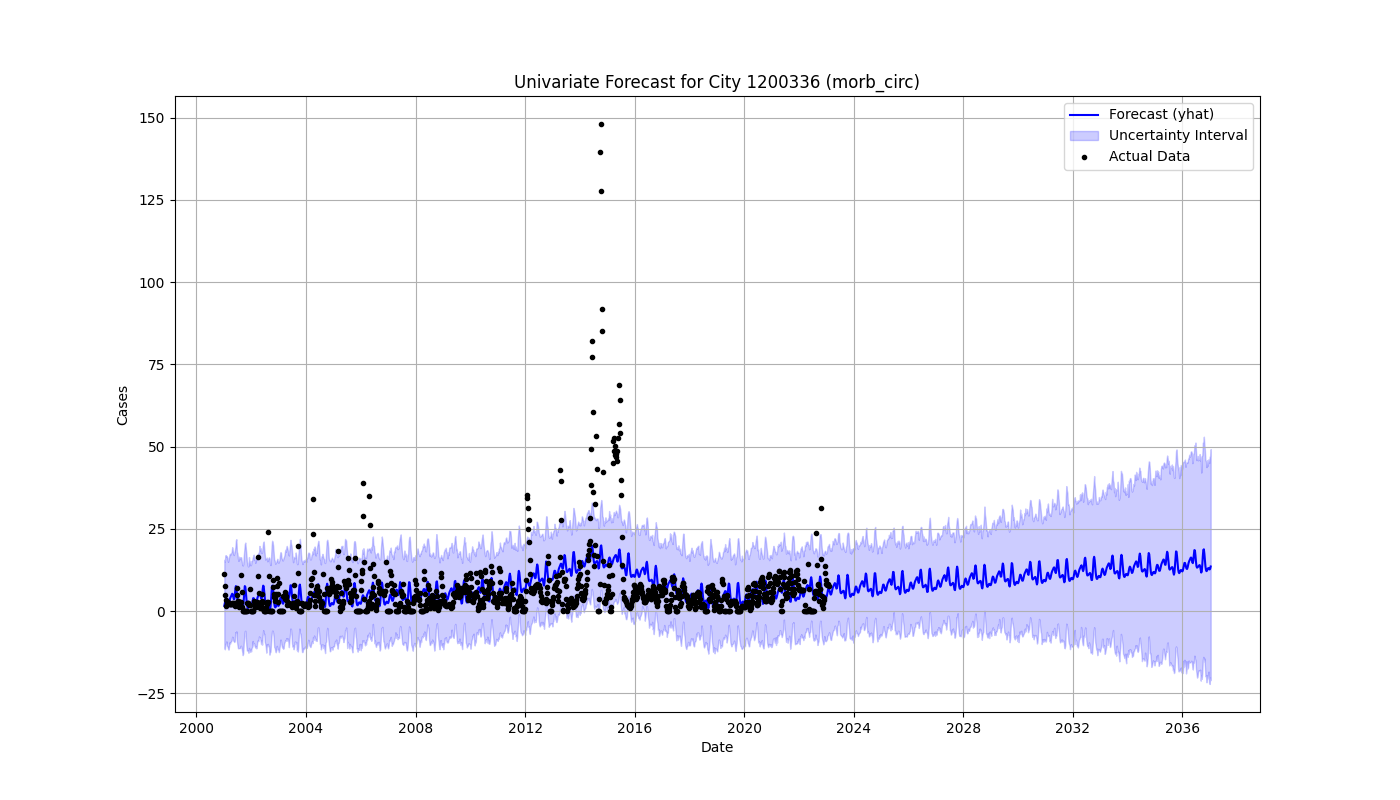 Univariate Forecast for City 1200336 (morb_circ)
Forecast (yhat)
Uncertainty Interval
Actual Data
Cases
150
125
100
75
50
25
0
−25
2000 2004 2008 2012 2016 2020 2024 2028 2032 2036
Date